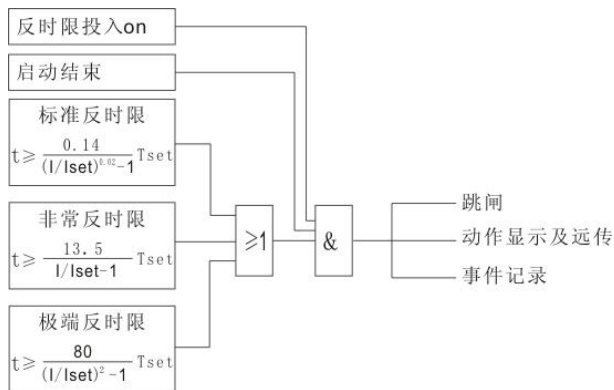 反时限投入on
启动结束
标准反时限
t≥ 0.14 / (I/Iset)^0.02-1 Tset
非常反时限
t≥ 13.5 / I/Iset-1 Tset
极端反时限
t≥ 80 / (I/Iset)^2-1 Tset
≥1
&
跳闸
动作显示及远传
事件记录